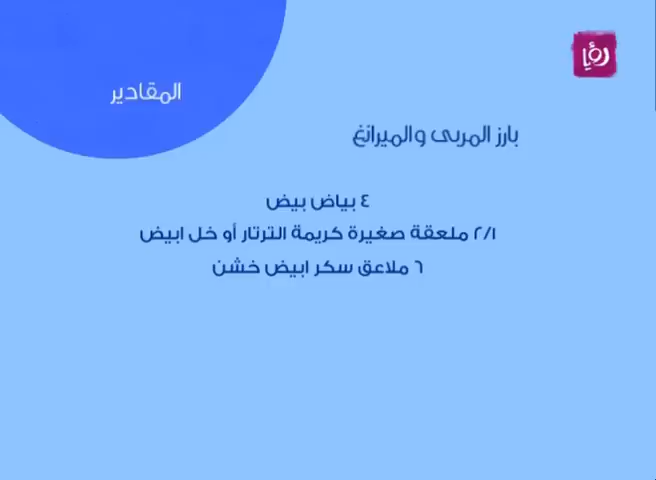 رؤيا
المقادير
بارز المربى والميرانغ
٤ بياض بيض
٢/١ ملعقة صغيرة كريمة الترتار أو خل ابيض
٦ ملاعق سكر ابيض خشن